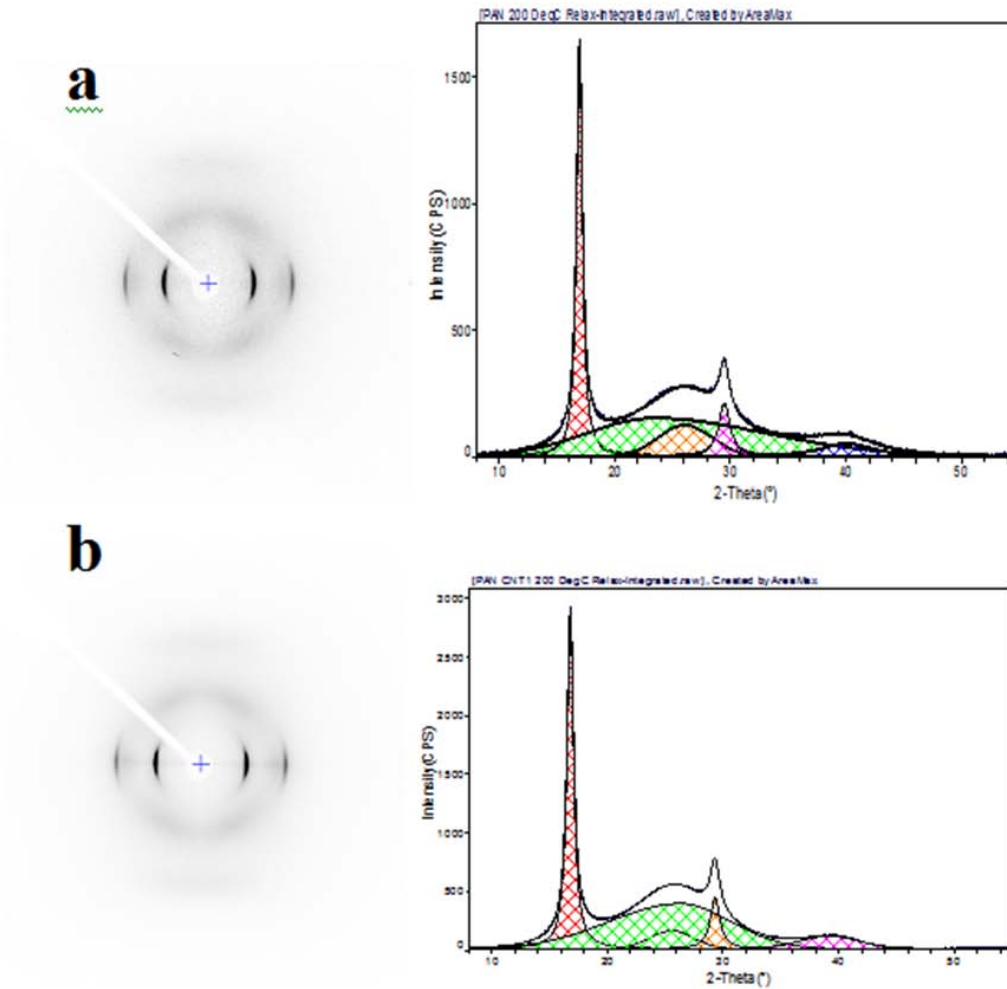 a
[PAN 200 DegC Relax-Integrated.raw], Created by AreaMax
Intensity(CPS)
1500
1000
500
0
10 20 30 40 50
2-Theta(°)
b
[PAN CNT1 200 DegC Relax-Integrated.raw], Created by AreaMax
Intensity(CPS)
3000
2500
2000
1500
1000
500
0
10 20 30 40 50
2-Theta(°)